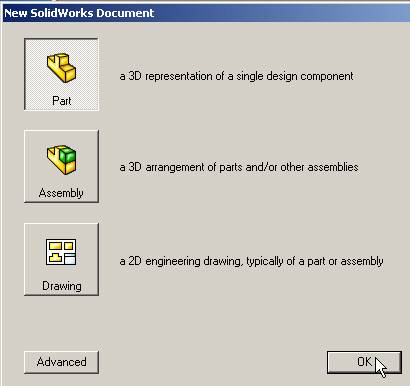 New SolidWorks Document
Part
a 3D representation of a single design component
Assembly
a 3D arrangement of parts and/or other assemblies
Drawing
a 2D engineering drawing, typically of a part or assembly
Advanced
OK